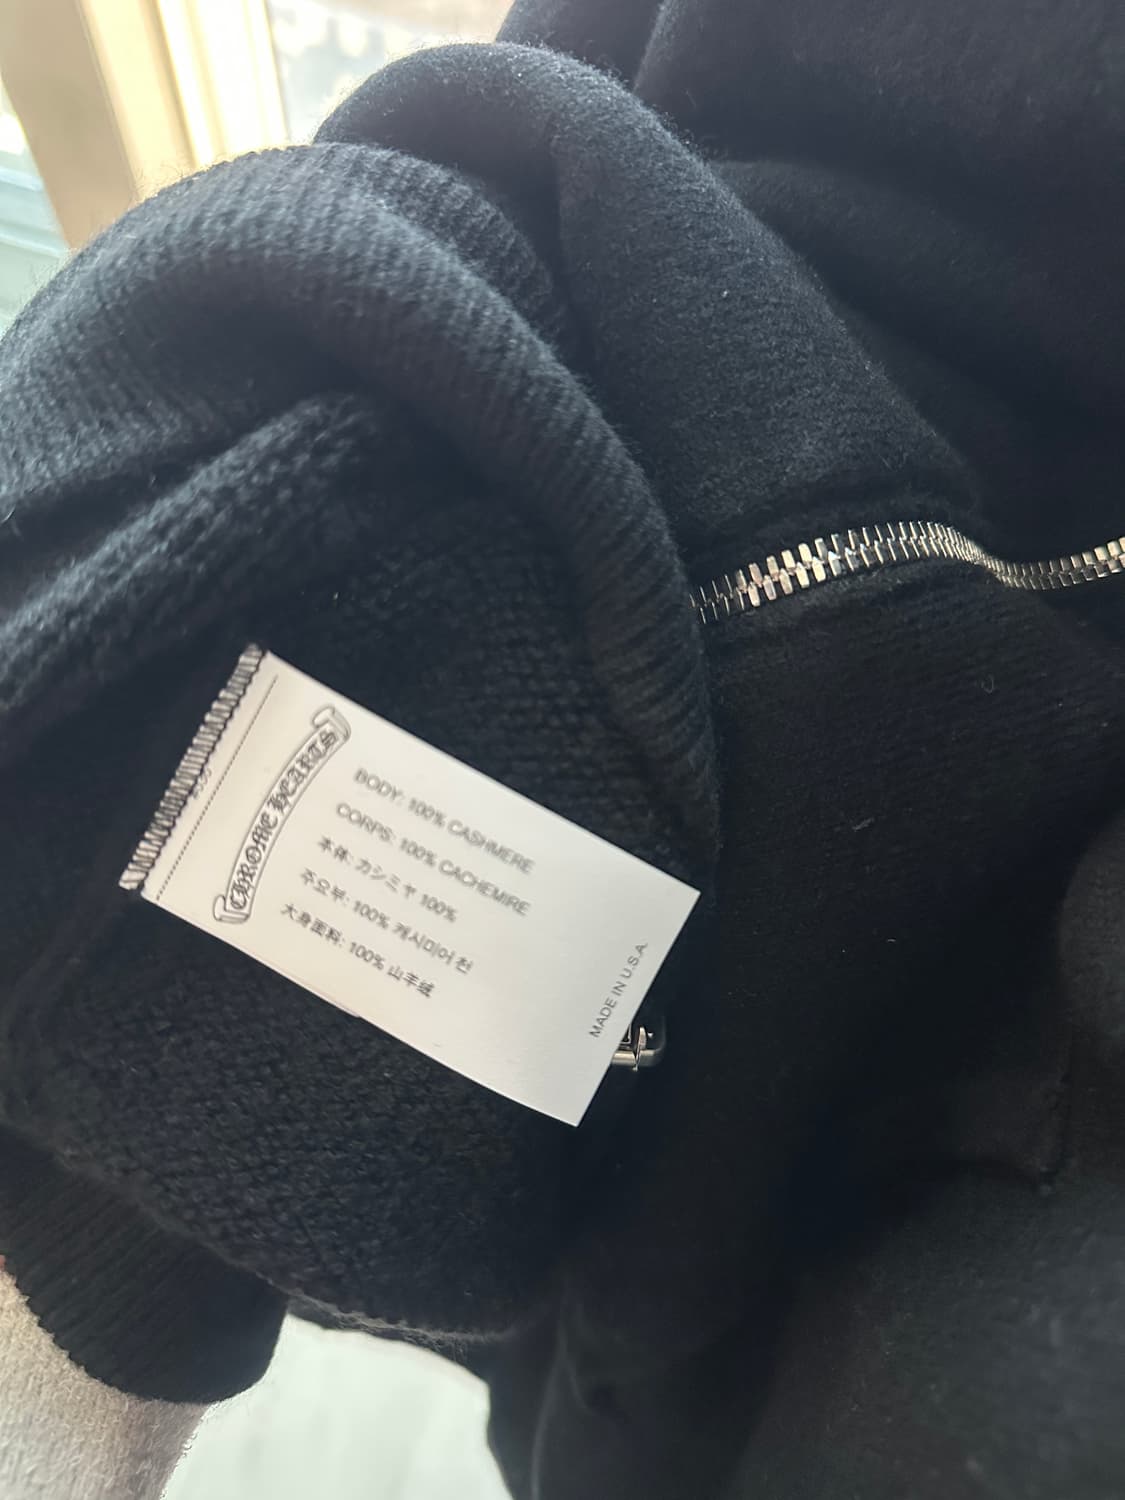 CHROME HEARTS
BODY: 100% CASHMERE
CORPS: 100% CACHEMIRE
本体: カシミヤ 100%
주요부: 100% 캐시미어 천
大身面料: 100% 山羊绒
MADE IN U.S.A.